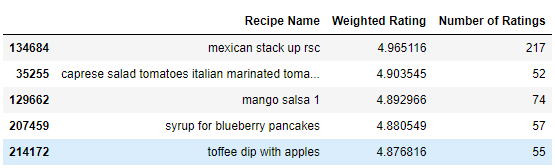 Recipe Name Weighted Rating Number of Ratings
134684 mexican stack up rsc 4.965116 217
35255 caprese salad tomatoes italian marinated toma... 4.903545 52
129662 mango salsa 1 4.892966 74
207459 syrup for blueberry pancakes 4.880549 57
214172 toffee dip with apples 4.876816 55